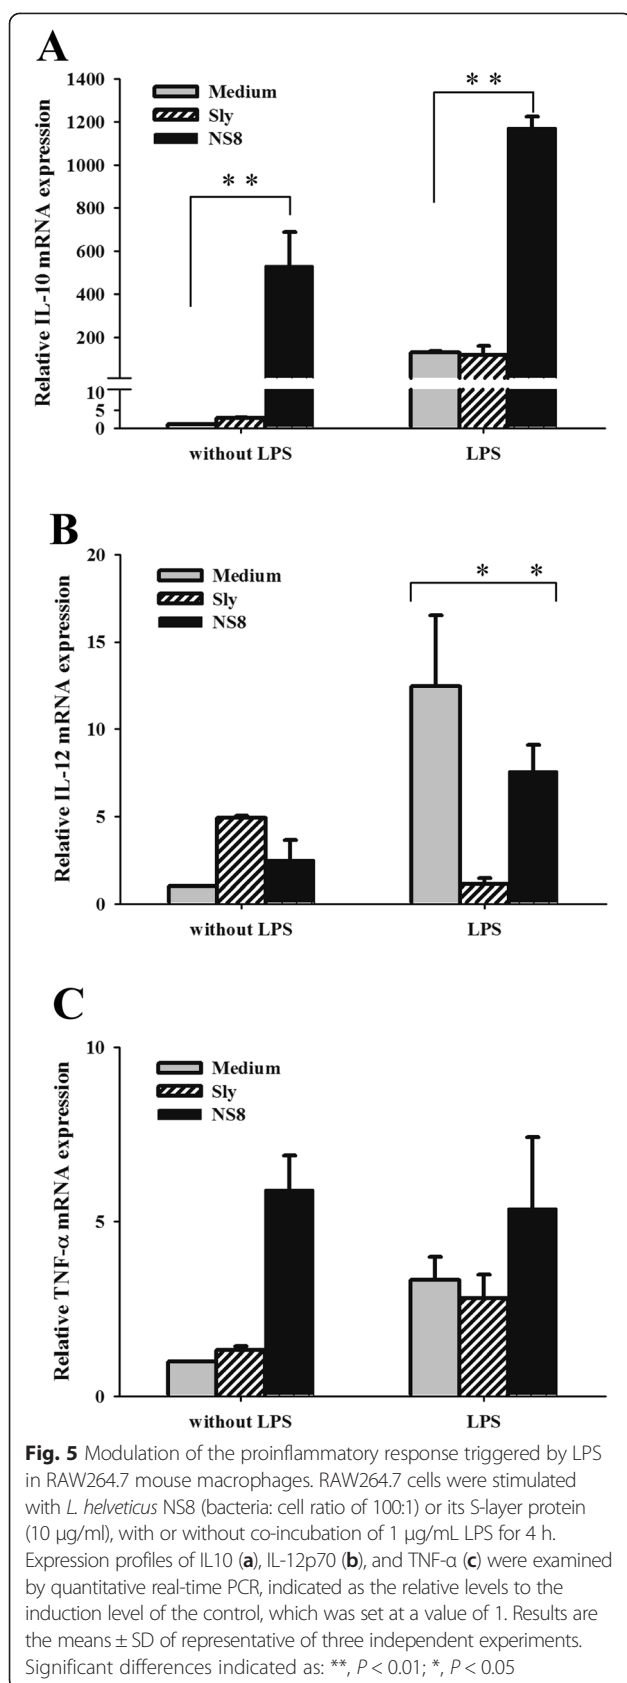 A
Relative IL-10 mRNA expression
1400
1200
1000
800
600
400
200
10
5
0
Medium
Sly
NS8
* *
* *
without LPS
LPS
B
Relative IL-12 mRNA expression
20
15
10
5
0
Medium
Sly
NS8
* *
without LPS
LPS
C
Relative TNF-α mRNA expression
10
5
0
Medium
Sly
NS8
without LPS
LPS
Fig. 5 Modulation of the proinflammatory response triggered by LPS
in RAW264.7 mouse macrophages. RAW264.7 cells were stimulated
with L. helveticus NS8 (bacteria: cell ratio of 100:1) or its S-layer protein
(10 μg/ml), with or without co-incubation of 1 μg/mL LPS for 4 h.
Expression profiles of IL10 (a), IL-12p70 (b), and TNF-α (c) were examined
by quantitative real-time PCR, indicated as the relative levels to the
induction level of the control, which was set at a value of 1. Results are
the means ± SD of representative of three independent experiments.
Significant differences indicated as: **, P < 0.01; *, P < 0.05